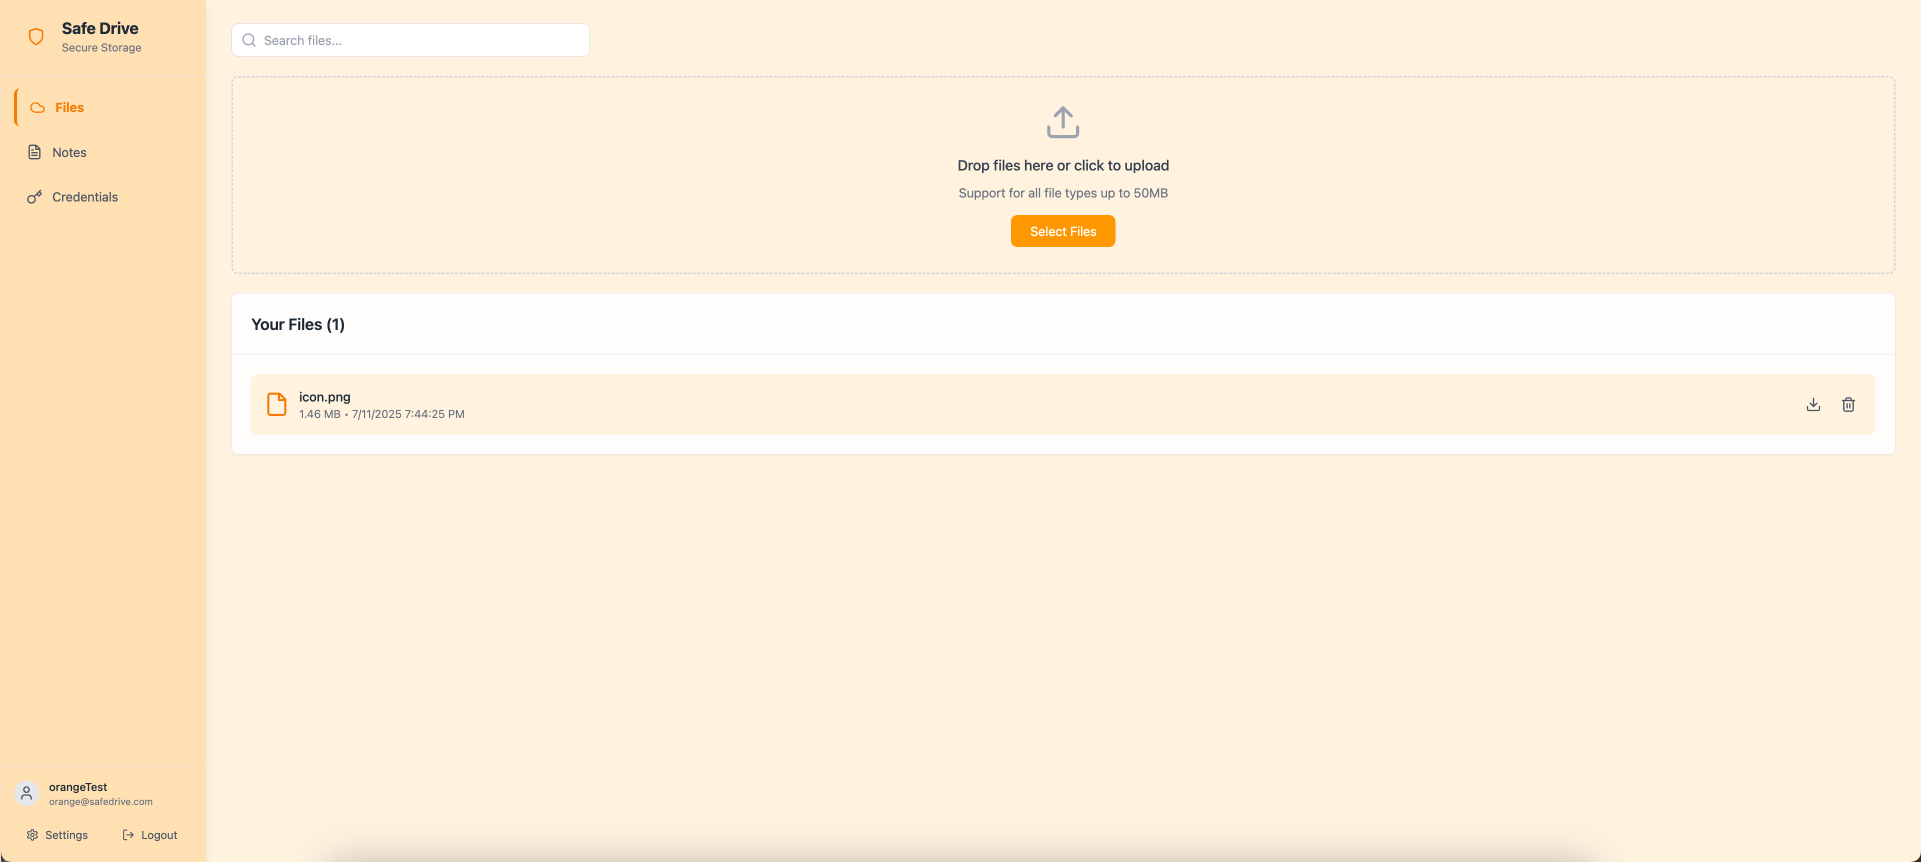 Safe Drive
Secure Storage
Files
Notes
Credentials
orangeTest
orange@safedrive.com
Settings
Logout
Search files...
Drop files here or click to upload
Support for all file types up to 50MB
Select Files
Your Files (1)
icon.png
1.46 MB • 7/11/2025 7:44:25 PM